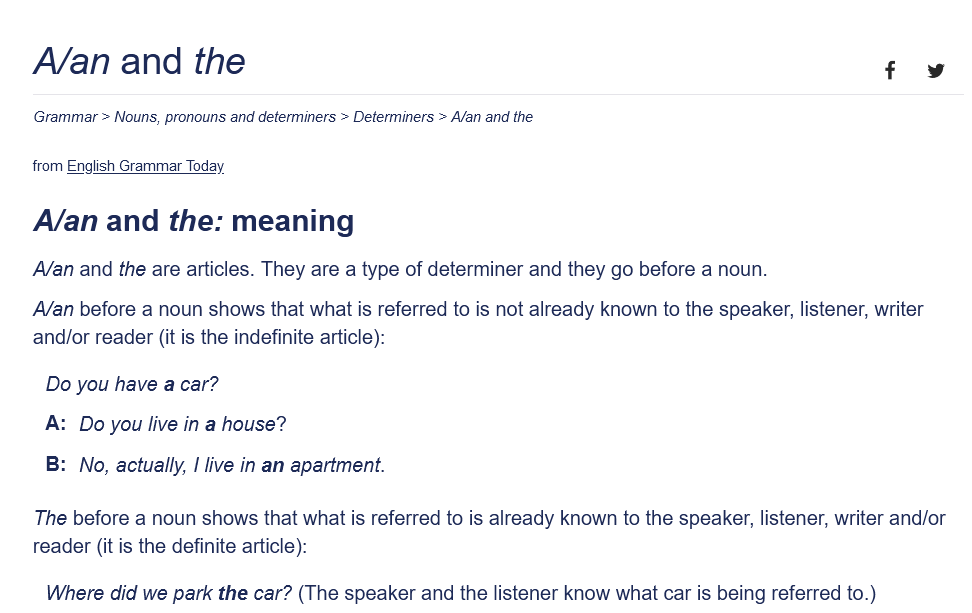 A/an and the
Grammar > Nouns, pronouns and determiners > Determiners > A/an and the
from English Grammar Today
A/an and the: meaning
A/an and the are articles. They are a type of determiner and they go before a noun.
A/an before a noun shows that what is referred to is not already known to the speaker, listener, writer
and/or reader (it is the indefinite article):
Do you have a car?
A: Do you live in a house?
B: No, actually, I live in an apartment.
The before a noun shows that what is referred to is already known to the speaker, listener, writer and/or
reader (it is the definite article):
Where did we park the car? (The speaker and the listener know what car is being referred to.)